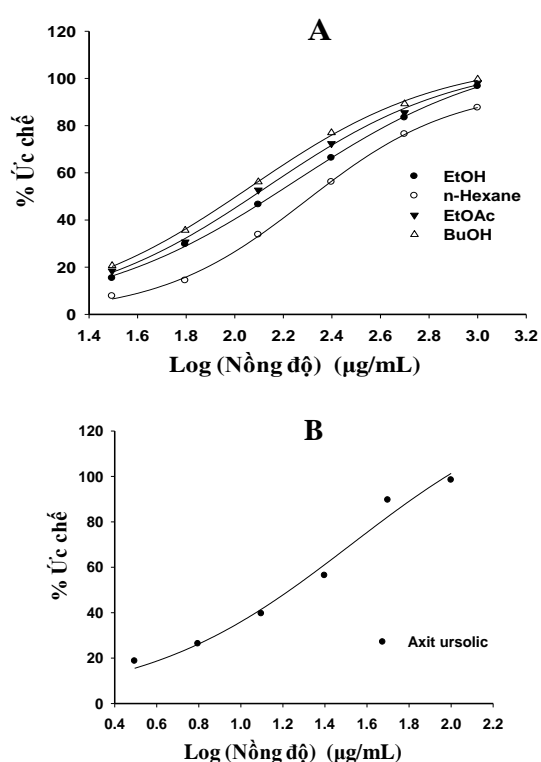 A
120
100
80
60
40
20
0
% Ức chế
EtOH
n-Hexane
EtOAc
BuOH
1.4 1.6 1.8 2.0 2.2 2.4 2.6 2.8 3.0 3.2
Log (Nồng độ) (µg/mL)
B
120
100
80
60
40
20
0
% Ức chế
Axit ursolic
0.4 0.6 0.8 1.0 1.2 1.4 1.6 1.8 2.0 2.2
Log (Nồng độ) (µg/mL)